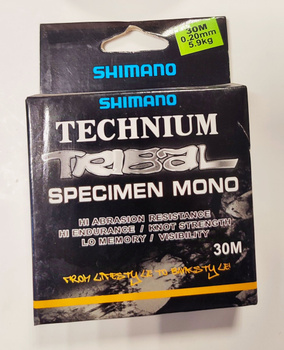 30M
0,20mm
5.9kg
SHIMANO
SHIMANO
TECHNIUM
TRIBAL
SPECIMEN MONO
HI ABRASION RESISTANCE
HI ENDURANCE / KNOT STRENGTH
LO MEMORY / VISIBILITY
30M
FROM LIFESTYLE TO BANKSTYLE!